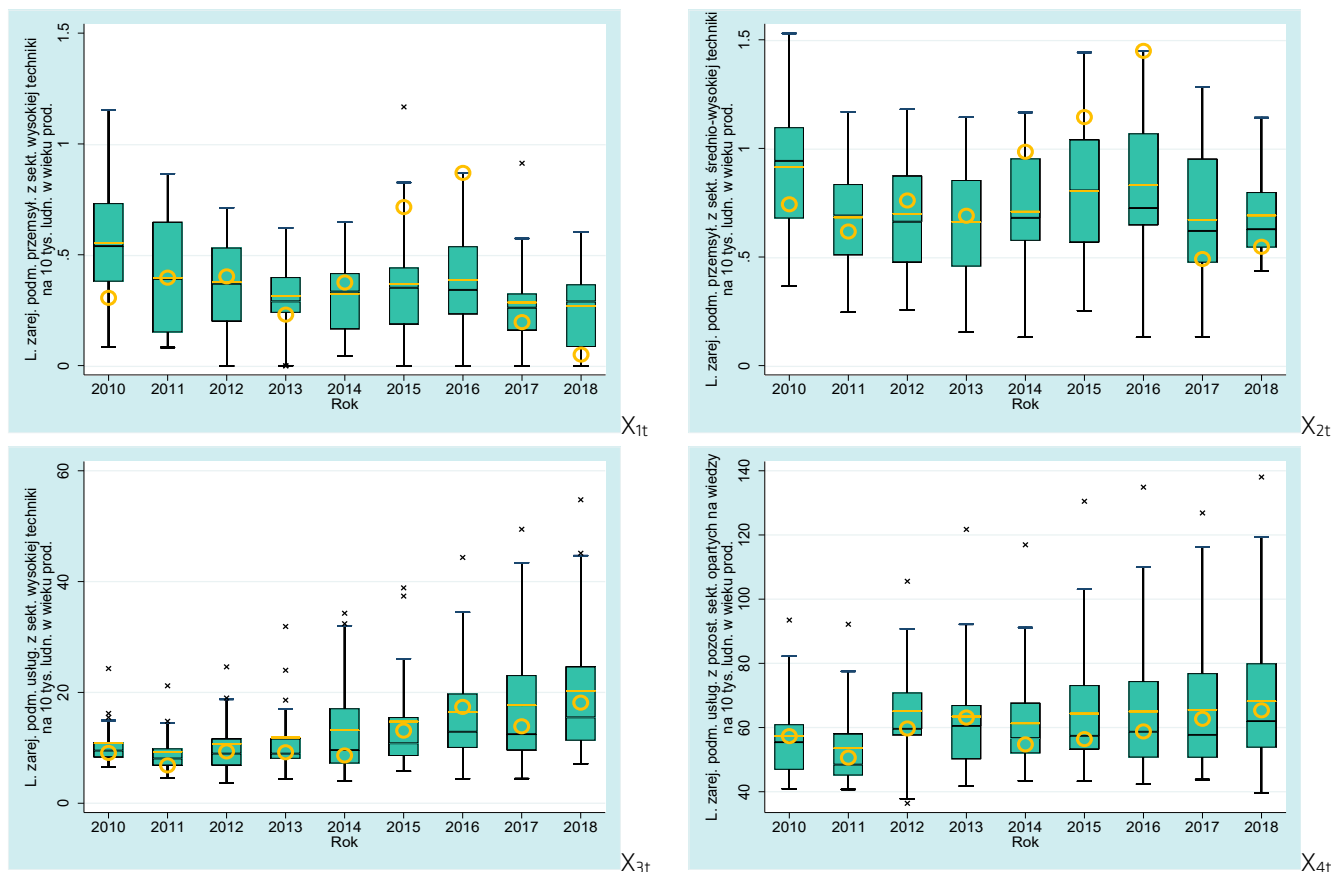 L. zarej. podm. przemysł. z sekt. wysokiej techniki
na 10 tys. ludn. w wieku prod.
1.5
1
.5
0
2010 2011 2012 2013 2014 2015 2016 2017 2018
Rok
X1t
L. zarej. podm. przemysł. z sekt. średnio-wysokiej techniki
na 10 tys. ludn. w wieku prod.
1.5
1
.5
0
2010 2011 2012 2013 2014 2015 2016 2017 2018
Rok
X2t
L. zarej. podm. usług. z sekt. wysokiej techniki
na 10 tys. ludn. w wieku prod.
60
40
20
0
2010 2011 2012 2013 2014 2015 2016 2017 2018
Rok
X3t
L. zarej. podm. usług. z pozost. sekt. opartych na wiedzy
na 10 tys. ludn. w wieku prod.
140
120
100
80
60
40
2010 2011 2012 2013 2014 2015 2016 2017 2018
Rok
X4t